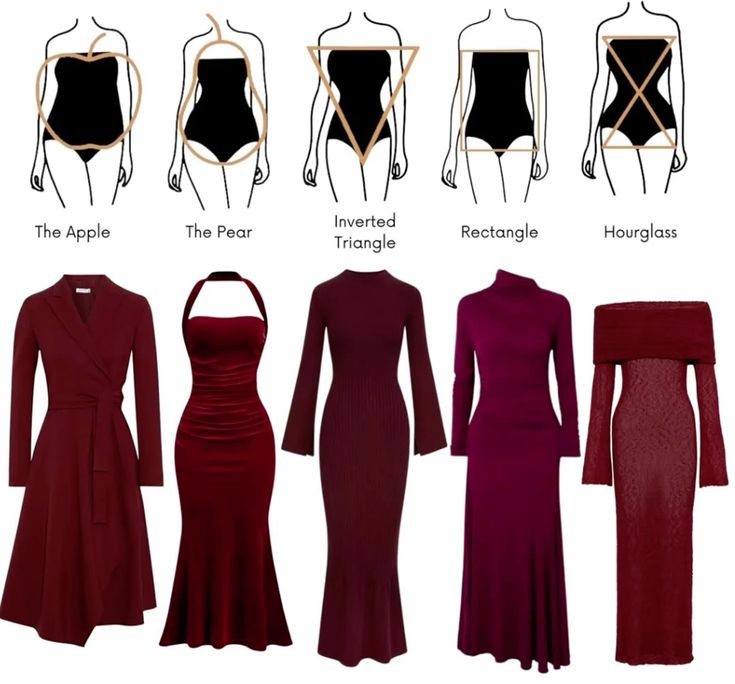 The Apple
The Pear
Inverted
Triangle
Rectangle
Hourglass